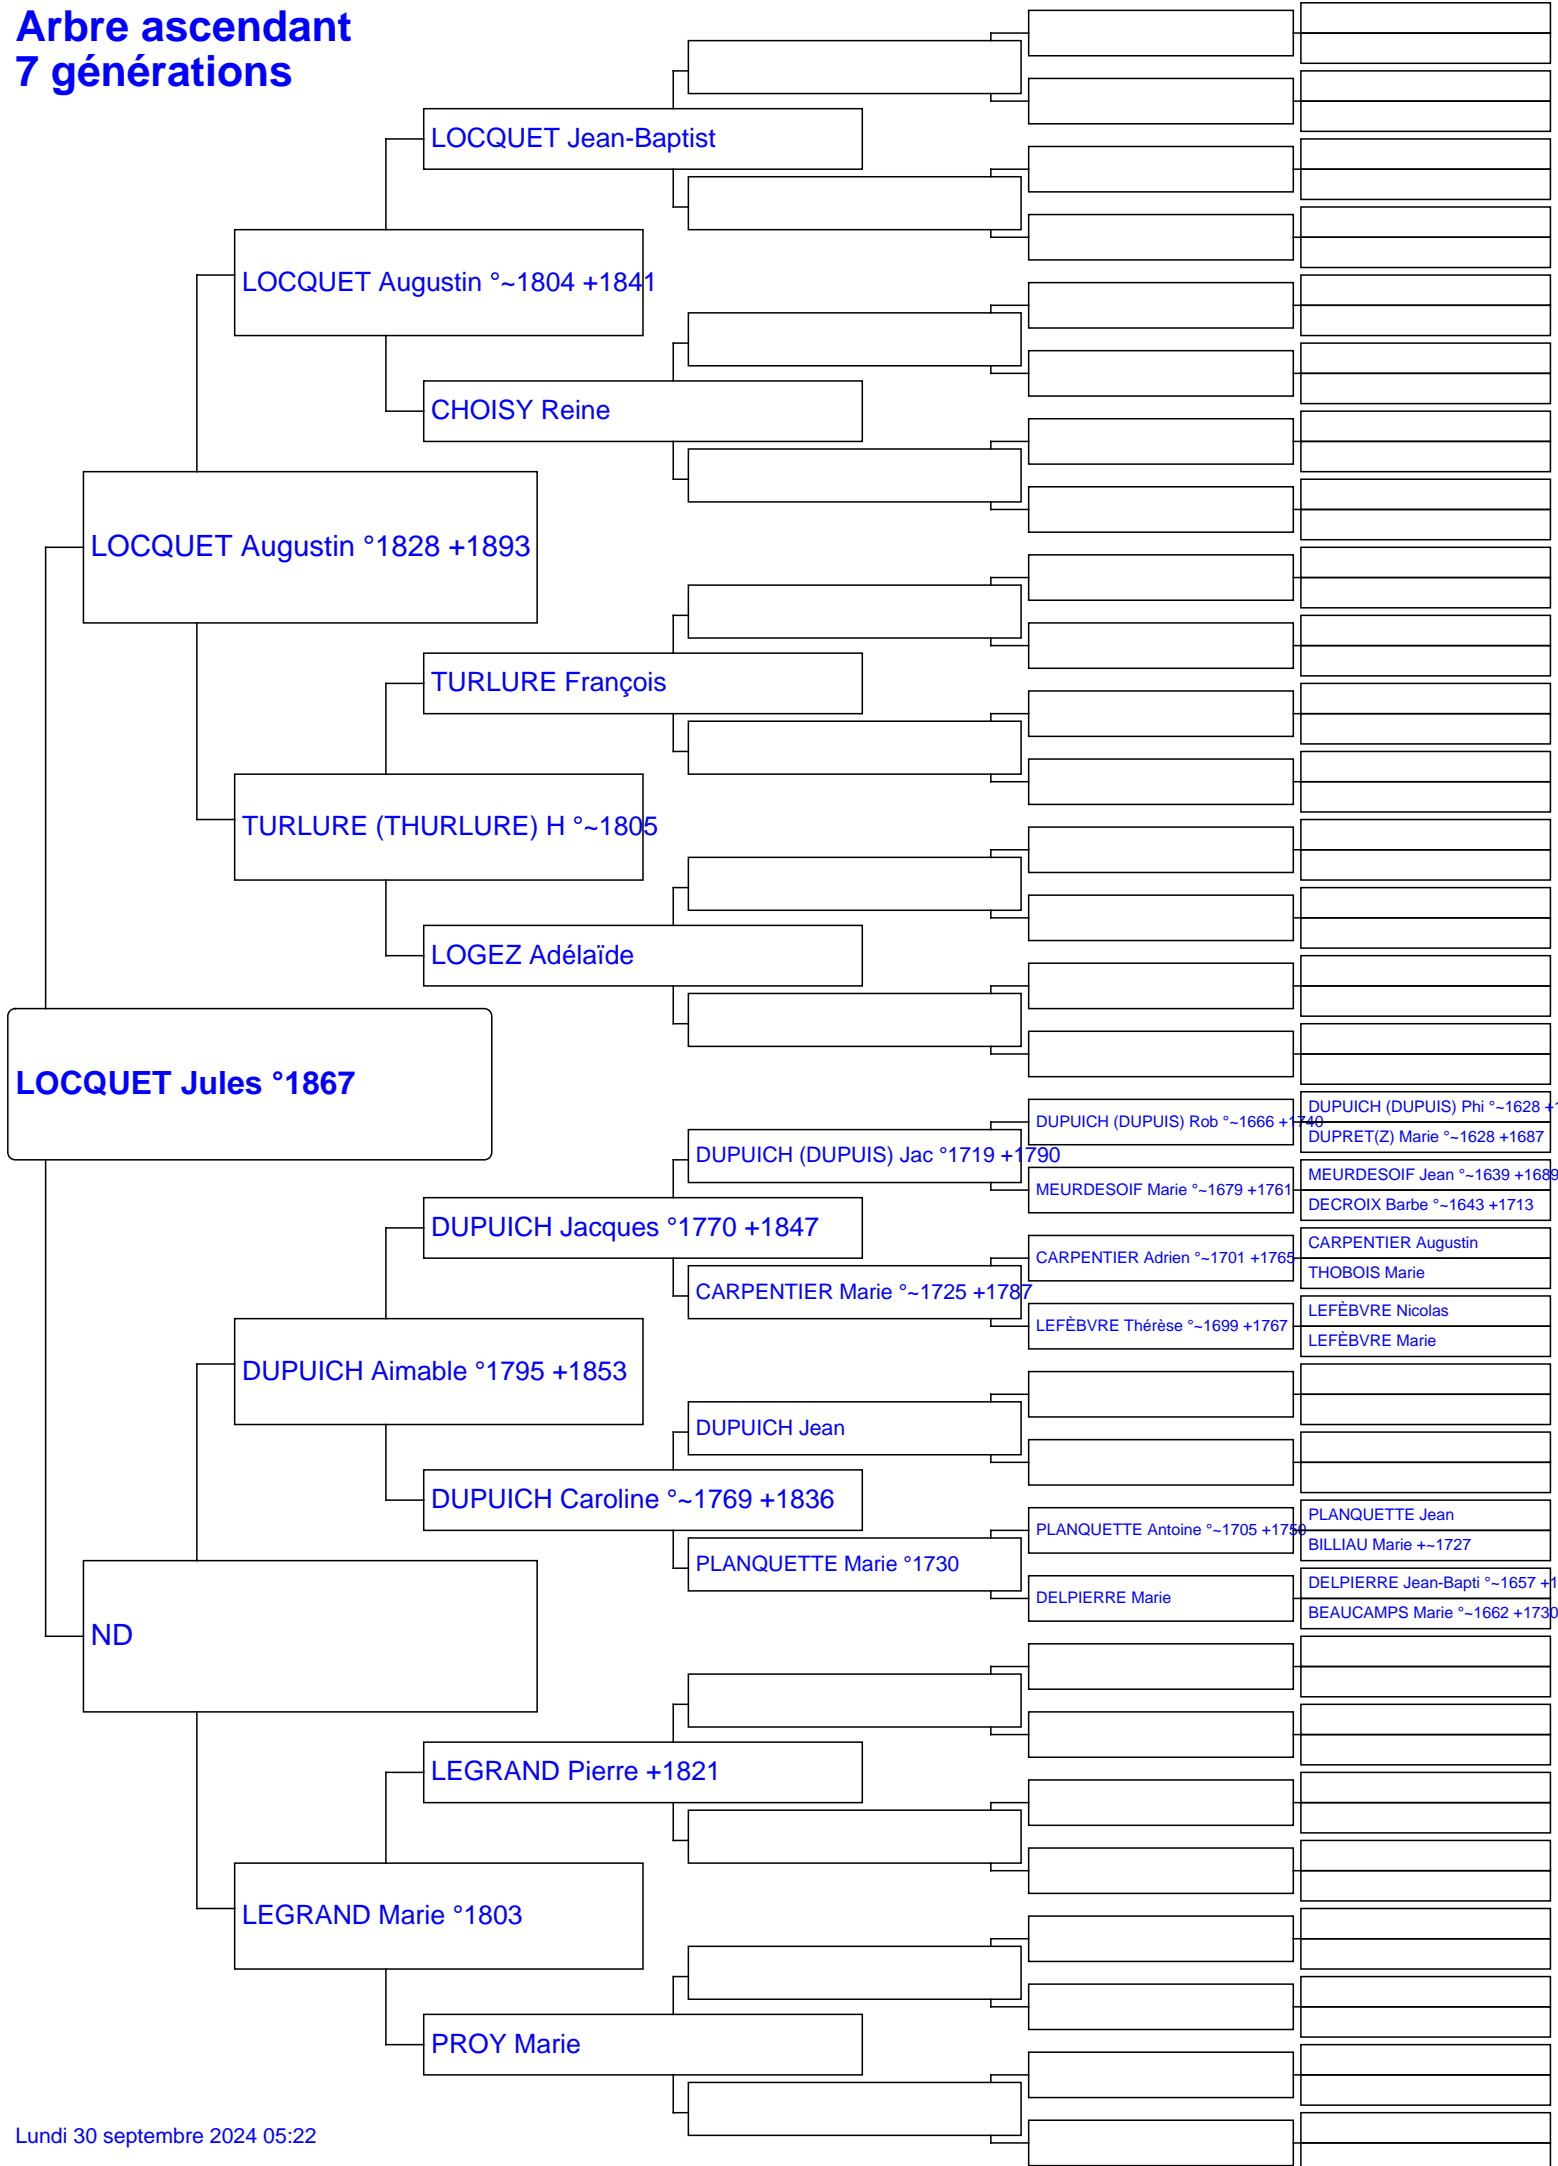 Arbre ascendant
7 générations
LOCQUET Jean-Baptist
LOCQUET Augustin °~1804 +1841
CHOISY Reine
LOCQUET Augustin °1828 +1893
TURLURE François
TURLURE (THURLURE) H °~1805
LOGEZ Adélaïde
LOCQUET Jules °1867
DUPUICH (DUPUIS) Phi °~1628 +1
DUPUICH (DUPUIS) Rob °~1666 +1740
DUPRET(Z) Marie °~1628 +1687
DUPUICH (DUPUIS) Jac °1719 +1790
MEURDESOIF Jean °~1639 +1689
MEURDESOIF Marie °~1679 +1761
DECROIX Barbe °~1643 +1713
DUPUICH Jacques °1770 +1847
CARPENTIER Augustin
CARPENTIER Adrien °~1701 +1765
THOBOIS Marie
CARPENTIER Marie °~1725 +1787
LEFÈBVRE Nicolas
LEFÈBVRE Thérèse °~1699 +1767
LEFÈBVRE Marie
DUPUICH Aimable °1795 +1853
DUPUICH Jean
DUPUICH Caroline °~1769 +1836
PLANQUETTE Jean
PLANQUETTE Antoine °~1705 +1750
BILLIAU Marie +~1727
PLANQUETTE Marie °1730
DELPIERRE Jean-Bapti °~1657 +1
DELPIERRE Marie
BEAUCAMPS Marie °~1662 +1730
ND
LEGRAND Pierre +1821
LEGRAND Marie °1803
PROY Marie
Lundi 30 septembre 2024 05:22